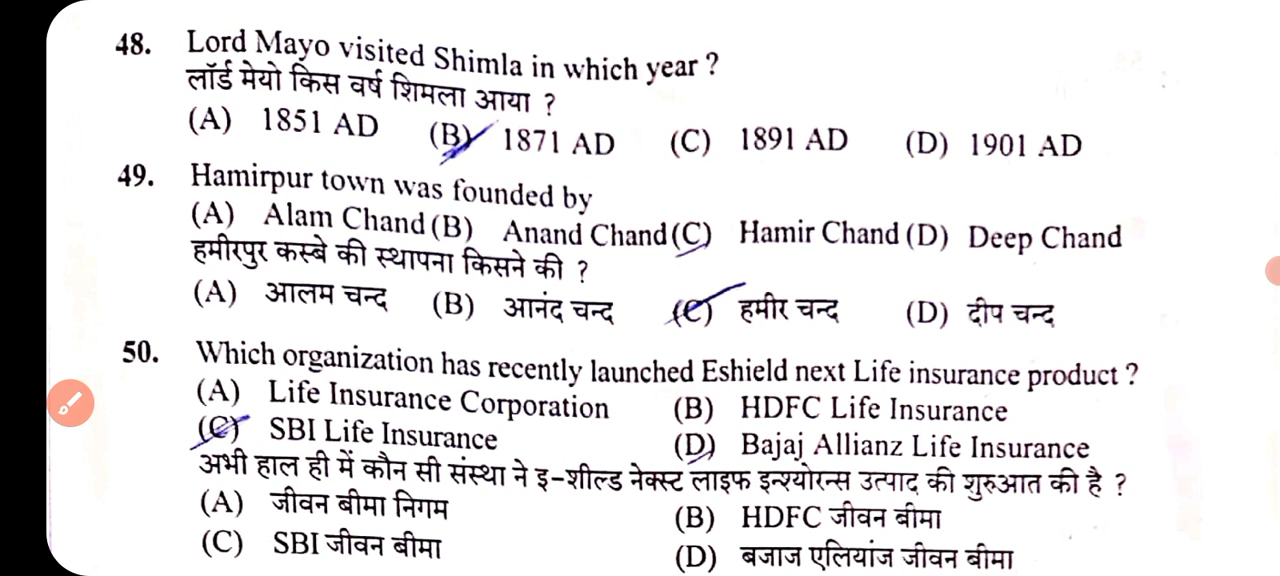 48. Lord Mayo visited Shimla in which year ?
लॉर्ड मेयो किस वर्ष शिमला आया ?
(A) 1851 AD (B) 1871 AD (C) 1891 AD (D) 1901 AD
49. Hamirpur town was founded by
(A) Alam Chand (B) Anand Chand (C) Hamir Chand (D) Deep Chand
हमीरपुर कस्बे की स्थापना किसने की ?
(A) आलम चन्द (B) आनंद चन्द (C) हमीर चन्द (D) दीप चन्द
50. Which organization has recently launched Eshield next Life insurance product ?
(A) Life Insurance Corporation (B) HDFC Life Insurance
(C) SBI Life Insurance (D) Bajaj Allianz Life Insurance
अभी हाल ही में कौन सी संस्था ने इ-शील्ड नेक्स्ट लाइफ इन्श्योरन्स उत्पाद की शुरुआत की है ?
(A) जीवन बीमा निगम (B) HDFC जीवन बीमा
(C) SBI जीवन बीमा (D) बजाज एलियांज जीवन बीमा